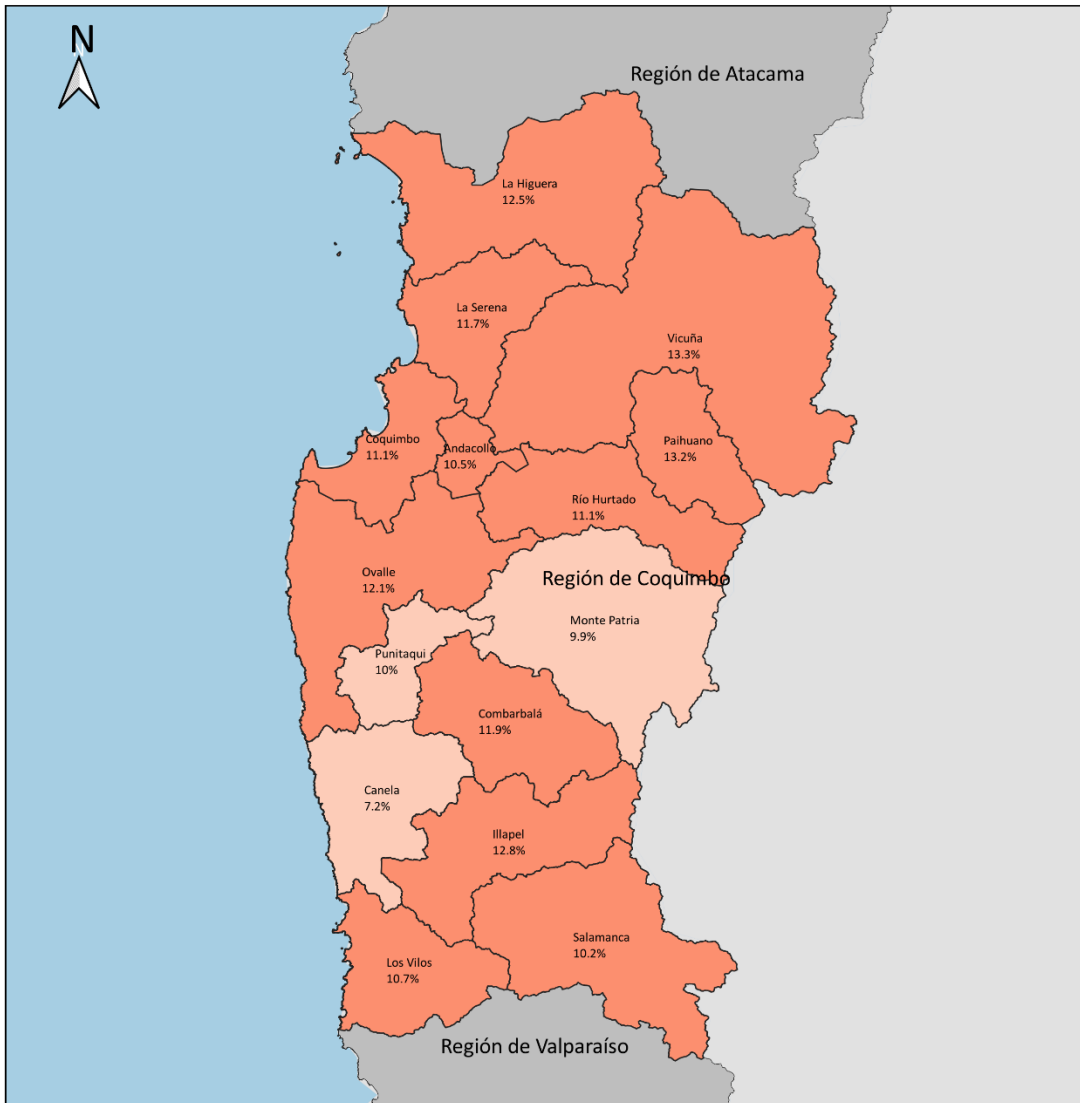 N
Región de Atacama
La Higuera
12.5%
La Serena
11.7%
Vicuña
13.3%
Coquimbo
11.1%
Andacollo
10.5%
Paihuano
13.2%
Río Hurtado
11.1%
Ovalle
12.1%
Región de Coquimbo
Monte Patria
9.9%
Punitaqui
10%
Combarbalá
11.9%
Canela
7.2%
Illapel
12.8%
Salamanca
10.2%
Los Vilos
10.7%
Región de Valparaíso